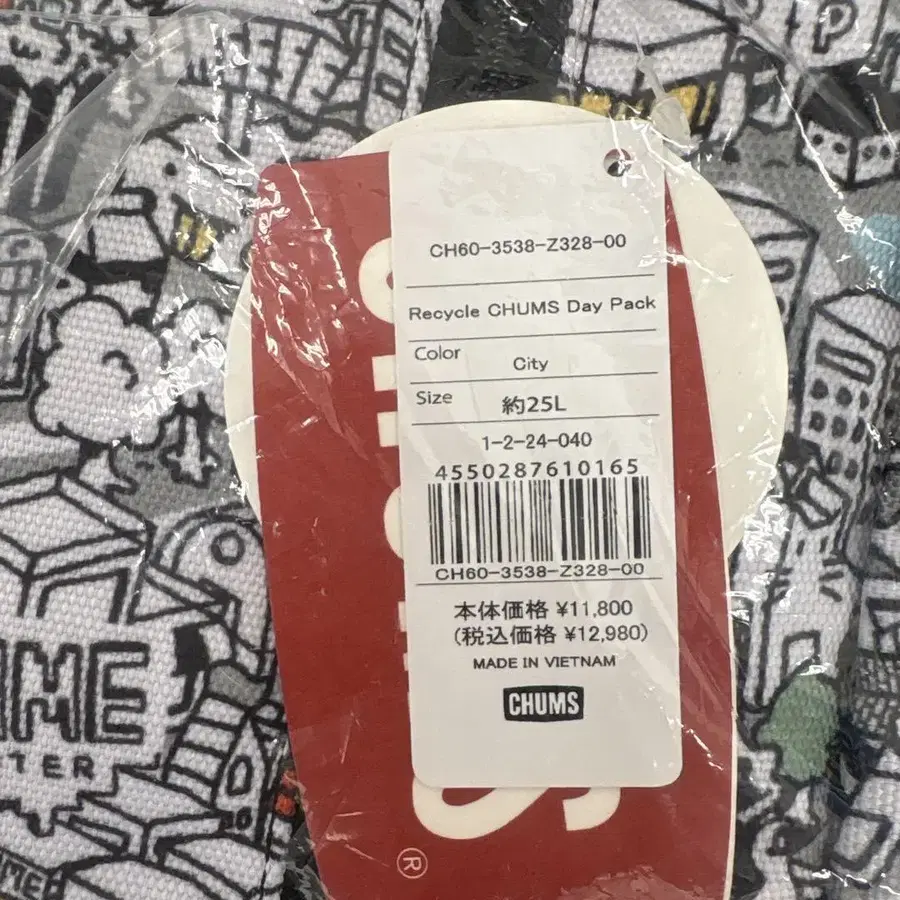 P
CH60-3538-Z328-00
Recycle CHUMS Day Pack
Color
City
Size
約25L
1-2-24-040
4550287610165
CH60-3538-Z328-00
本体価格 ¥11,800
(税込価格 ¥12,980)
MADE IN VIETNAM
CHUMS
®